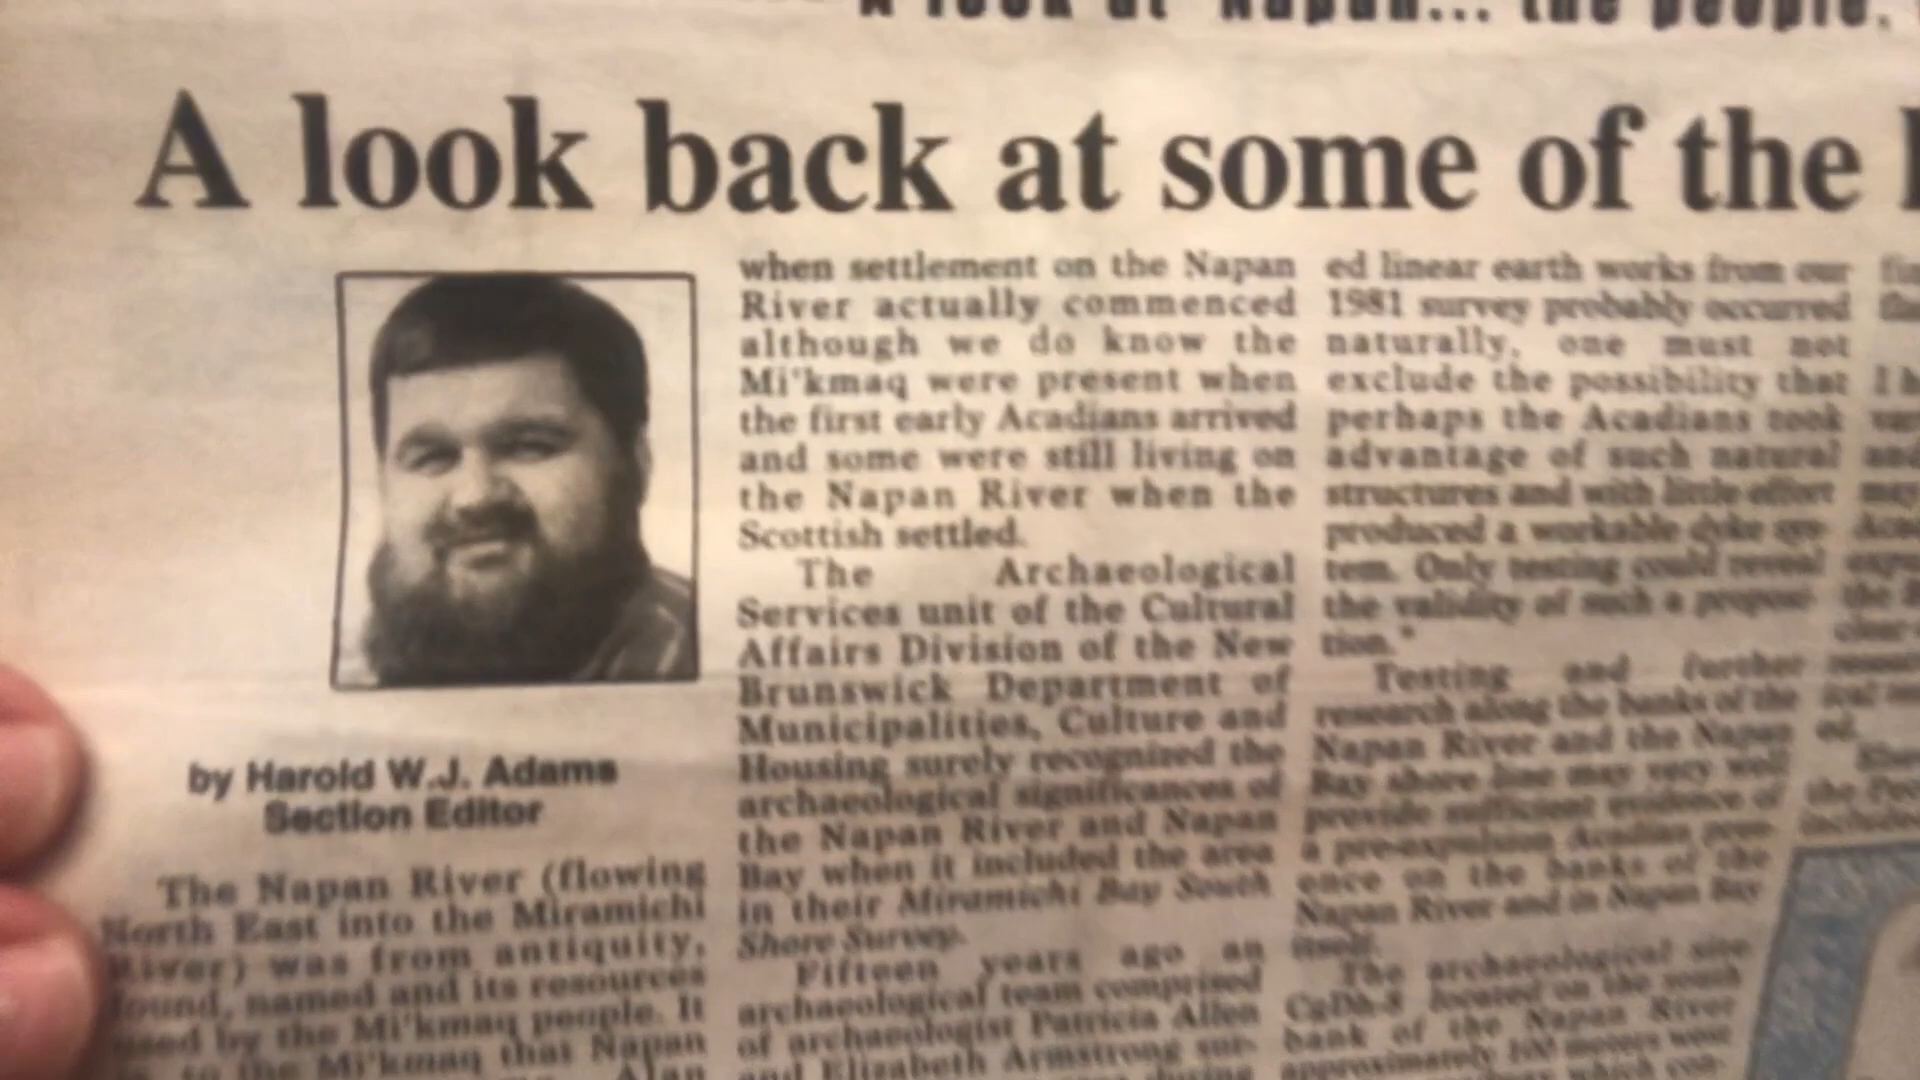 A look at Napan... the people,
A look back at some of the
by Harold W.J. Adams
Section Editor
The Napan River (flowing
North East into the Miramichi
River) was from antiquity,
found, named and its resources
used by the Mi'kmaq people. It
to the Mi'kmaq that Napan
Alan
when settlement on the Napan
River actually commenced
although we do know the
Mi'kmaq were present when
the first early Acadians arrived
and some were still living on
the Napan River when the
Scottish settled.
The Archaeological
Services unit of the Cultural
Affairs Division of the New
Brunswick Department of
Municipalities, Culture and
Housing surely recognized the
archaeological significances of
the Napan River and Napan
Bay when it included the area
in their Miramichi Bay South
Shore Survey.
Fifteen years ago an
archaeological team comprised
of archaeologist Patricia Allen
and Elizabeth Armstrong sur-
during
ed linear earth works from our
1981 survey probably occurred
naturally, one must not
exclude the possibility that
perhaps the Acadians took
advantage of such natural
structures and with little effort
produced a workable dyke sys-
tem. Only testing could reveal
the validity of such a proposi-
tion."
Testing and further
research along the banks of the
Napan River and the Napan
Bay shore line may very well
provide sufficient evidence of
a pre-expulsion Acadian pres-
ence on the banks of the
Napan River and in Napan Bay
itself.
The archaeological site
CgDh-8 located on the south
bank of the Napan River
approximately 100 meters west
which con-